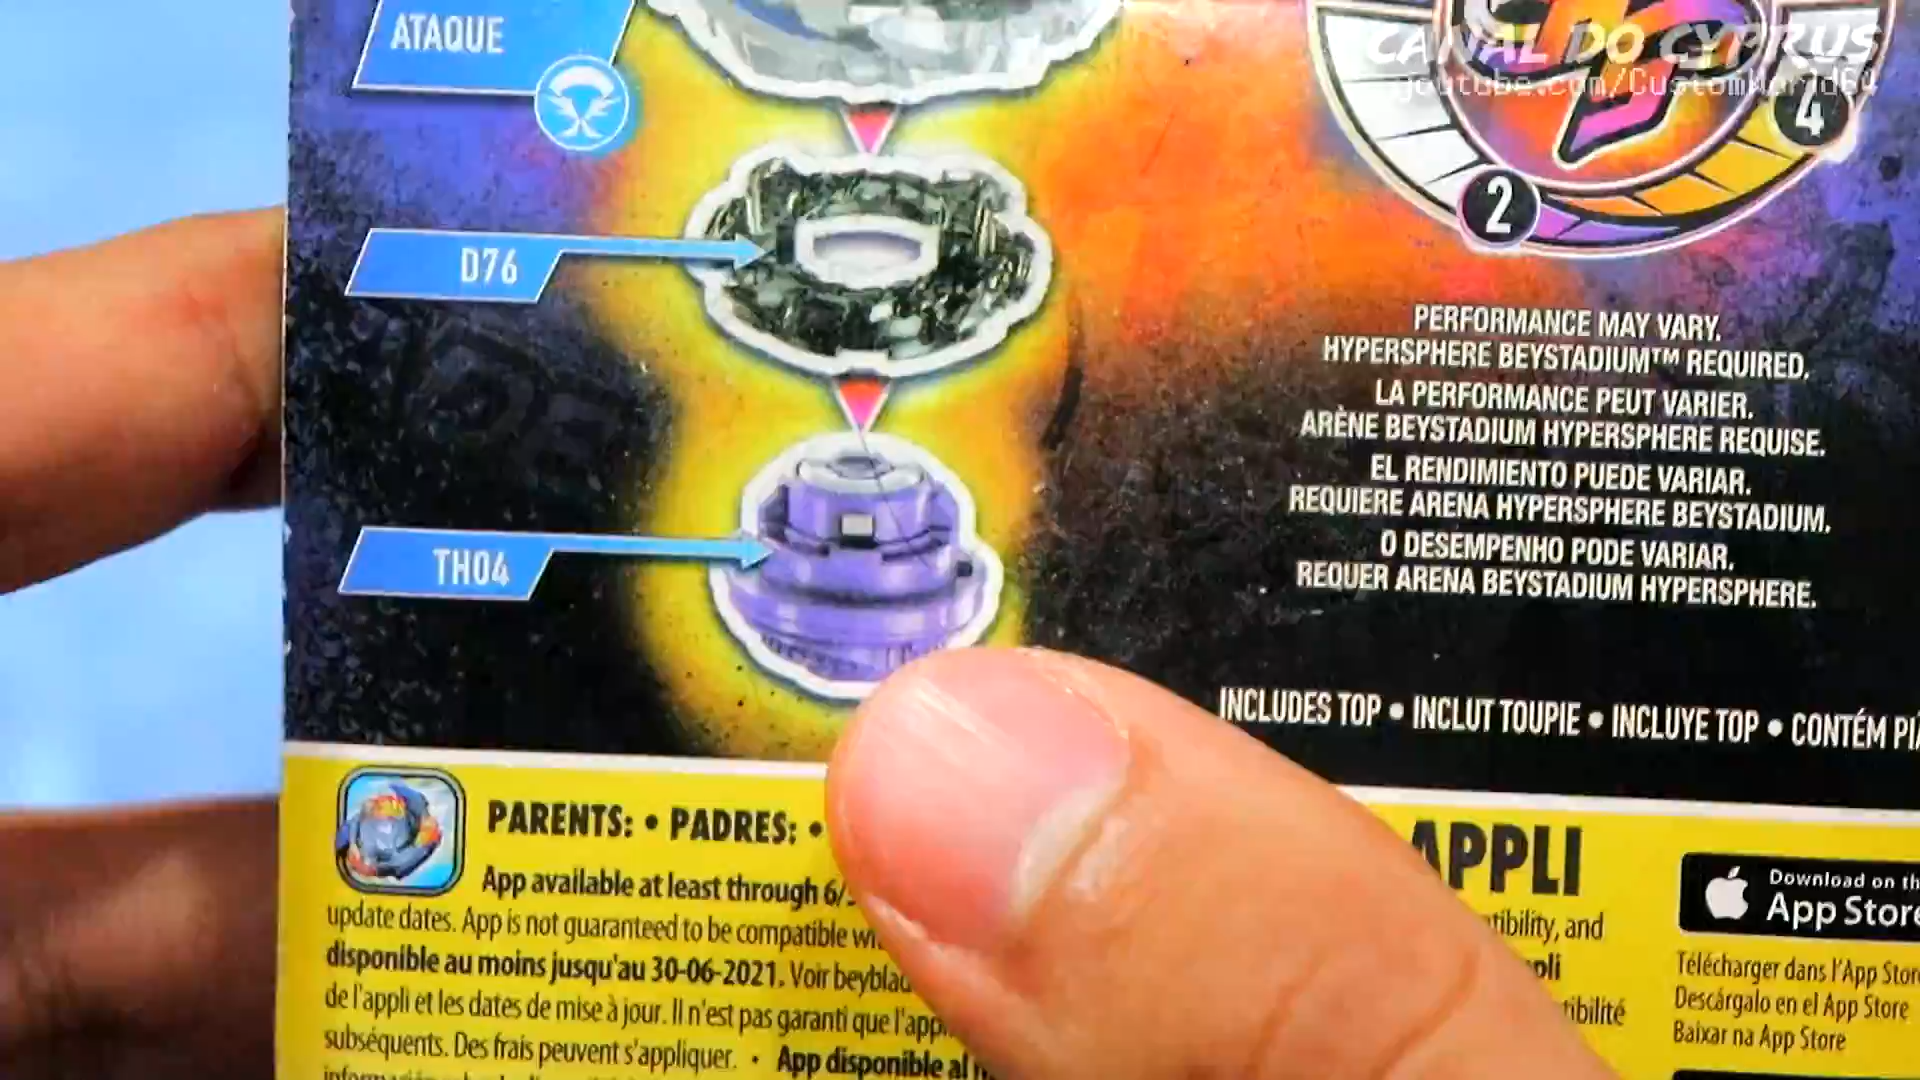 ATAQUE
CANAL DO CYPRUS
youtube.com/CustomWorld64
4
2
D76
PERFORMANCE MAY VARY.
HYPERSPHERE BEYSTADIUM™ REQUIRED.
LA PERFORMANCE PEUT VARIER.
ARÈNE BEYSTADIUM HYPERSPHERE REQUISE.
EL RENDIMIENTO PUEDE VARIAR.
REQUIERE ARENA HYPERSPHERE BEYSTADIUM.
O DESEMPENHO PODE VARIAR.
REQUER ARENA BEYSTADIUM HYPERSPHERE.
TH04
INCLUDES TOP • INCLUT TOUPIE • INCLUYE TOP • CONTÉM
PARENTS: • PADRES: •
APPLI
App available at least through 6/
update dates. App is not guaranteed to be compatible
disponible au moins jusqu'au 30-06-2021. Voir
de l'appli et les dates de mise à jour. Il n'est pas garanti que
subséquents. Des frais peuvent s'appliquer. • App disponible al
and
Download on the
App Store
Télécharger dans l'App Store
Descárgalo en el App Store
Baixar na App Store